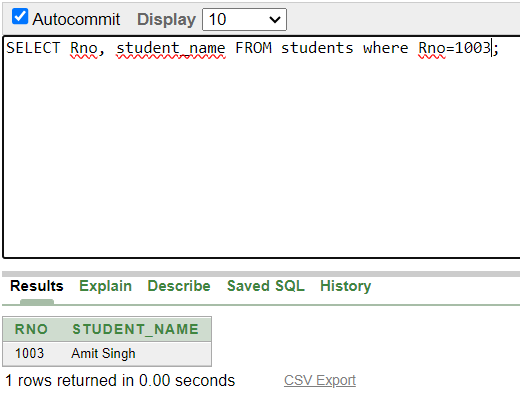 Autocommit Display 10
SELECT Rno, student_name FROM students where Rno=1003;
Results Explain Describe Saved SQL History
RNO STUDENT_NAME
1003 Amit Singh
1 rows returned in 0.00 seconds CSV Export